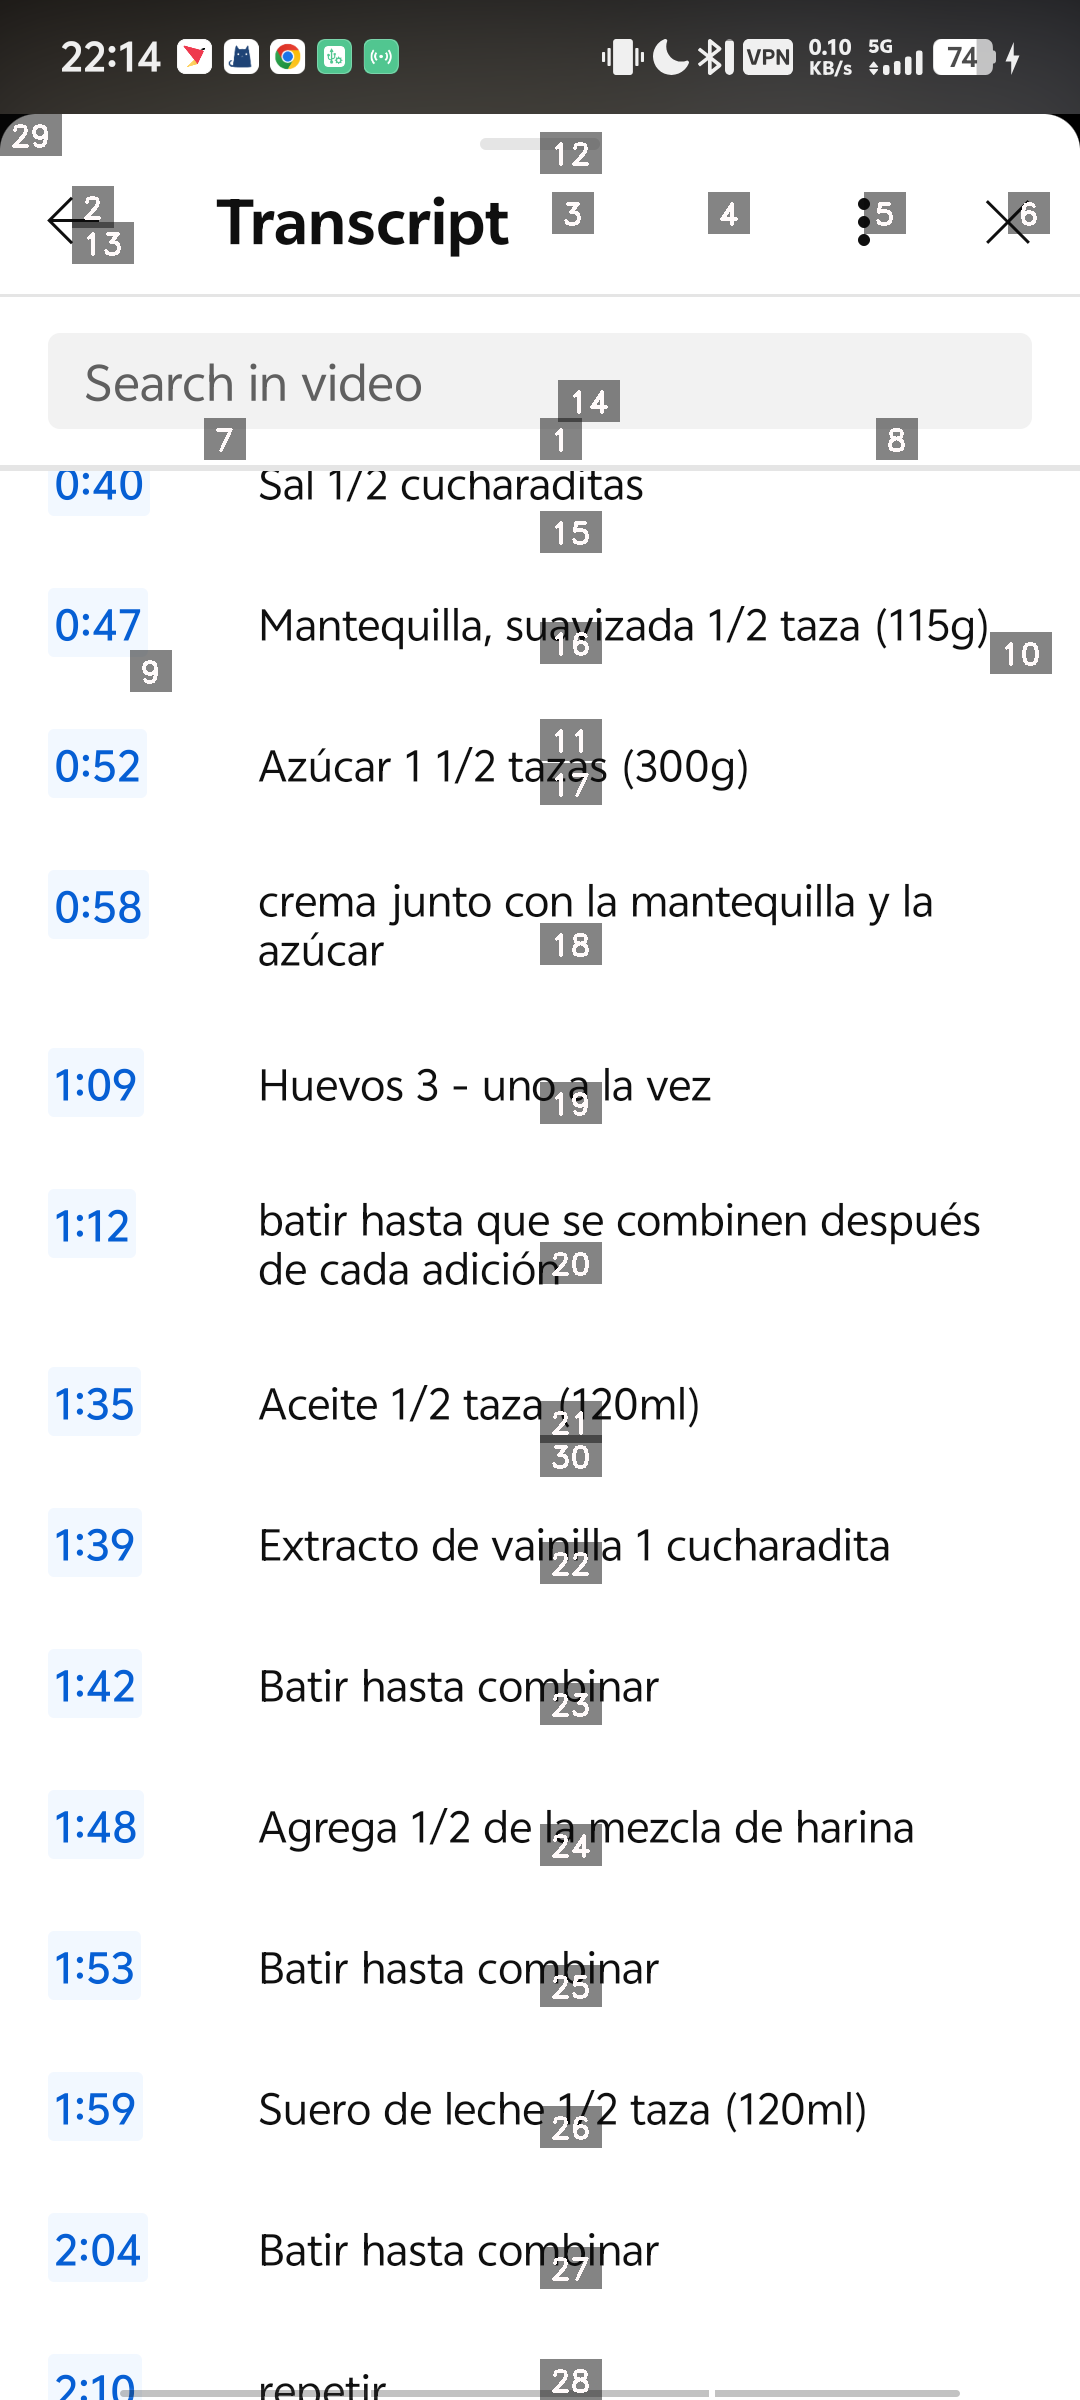 22:14
VPN
0.10
KB/s
5G
74
29
12
2
Transcript
3
4
5
6
13
Search in video
14
7
1
8
0:40
Sal 1/2 cucharaditas
15
0:47
Mantequilla, suavizada 1/2 taza (115g)
16
9
10
11
0:52
Azúcar 1 1/2 tazas (300g)
17
0:58
crema junto con la mantequilla y la
azúcar
18
1:09
Huevos 3 - uno a la vez
19
1:12
batir hasta que se combinen después
de cada adición
20
1:35
Aceite 1/2 taza (120ml)
21
30
1:39
Extracto de vainilla 1 cucharadita
22
1:42
Batir hasta combinar
23
1:48
Agrega 1/2 de la mezcla de harina
24
1:53
Batir hasta combinar
25
1:59
Suero de leche 1/2 taza (120ml)
26
2:04
Batir hasta combinar
27
2:10
repetir
28